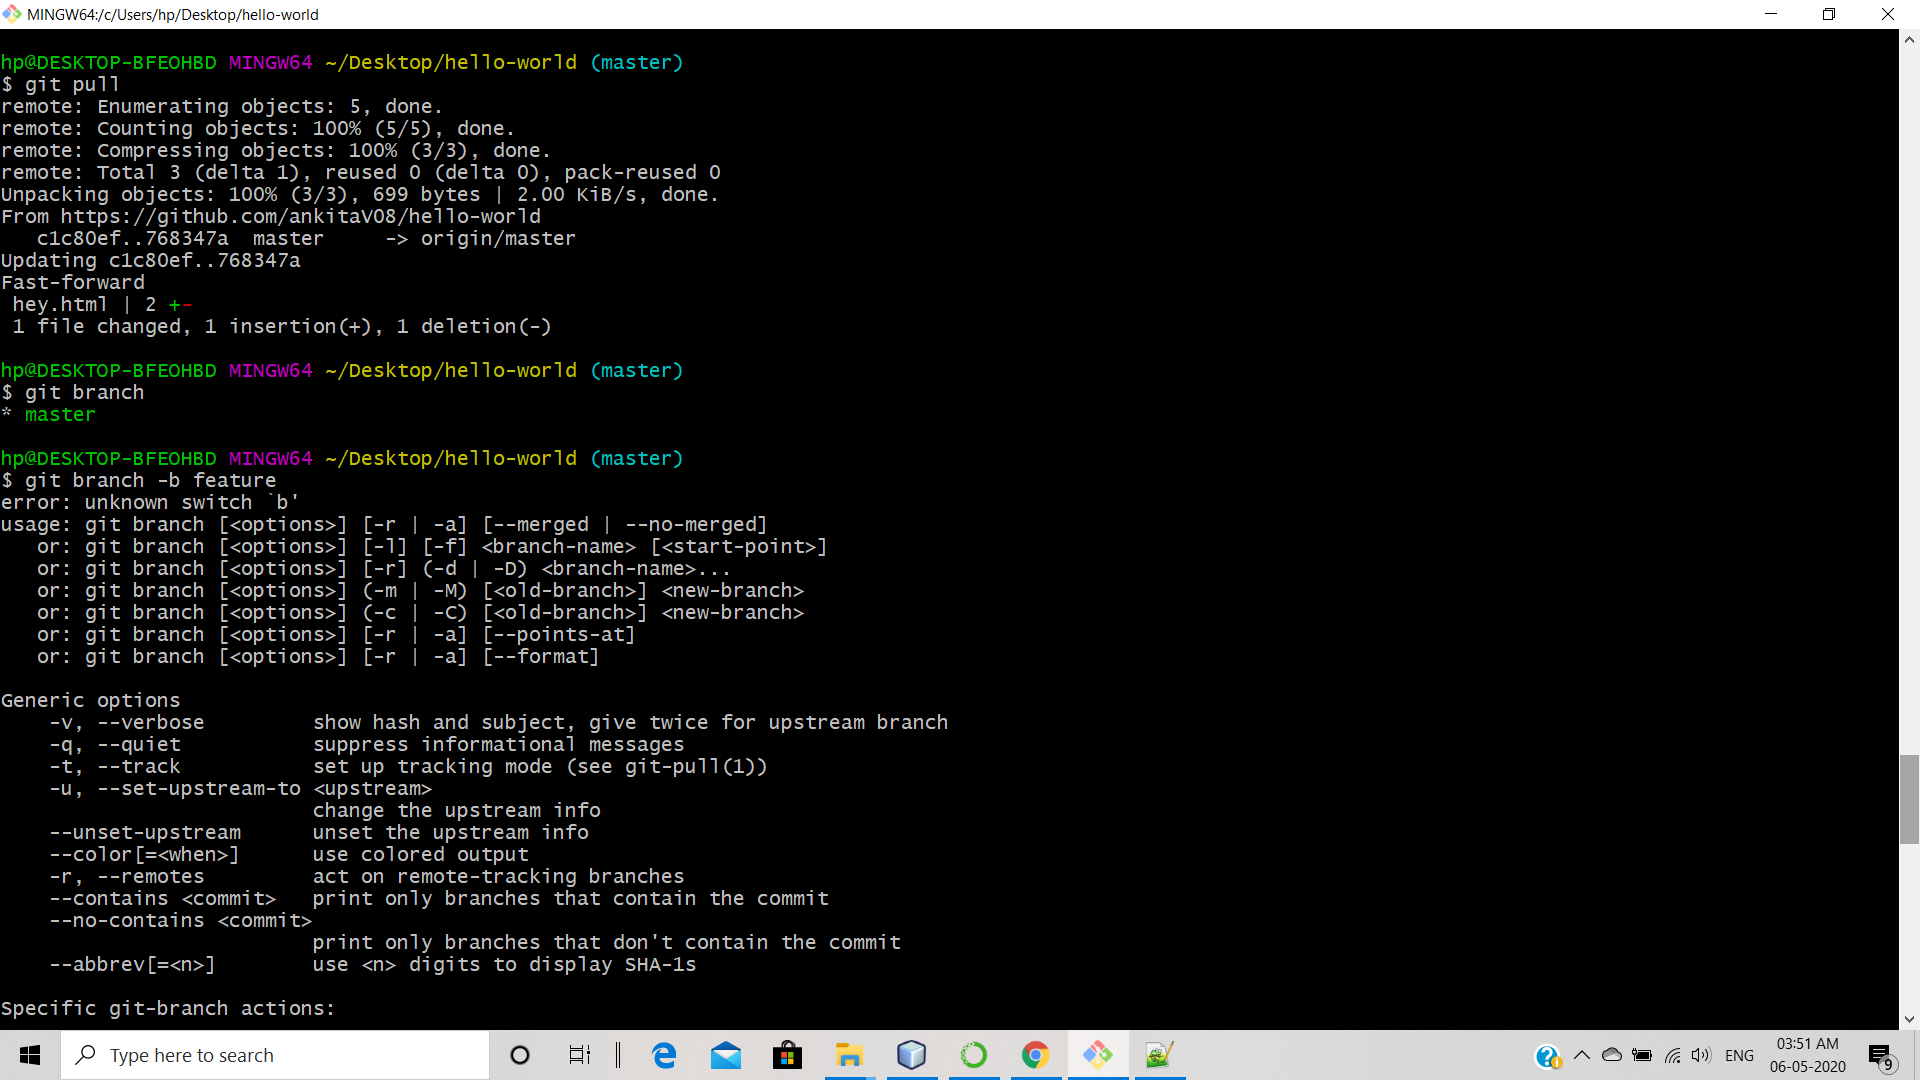 MINGW64:/c/Users/hp/Desktop/hello-world
hp@DESKTOP-BFEOHBD MINGW64 ~/Desktop/hello-world (master)
$ git pull
remote: Enumerating objects: 5, done.
remote: Counting objects: 100% (5/5), done.
remote: Compressing objects: 100% (3/3), done.
remote: Total 3 (delta 1), reused 0 (delta 0), pack-reused 0
Unpacking objects: 100% (3/3), 699 bytes | 2.00 KiB/s, done.
From https://github.com/ankitaV08/hello-world
   c1c80ef..768347a  master     -> origin/master
Updating c1c80ef..768347a
Fast-forward
 hey.html | 2 +-
 1 file changed, 1 insertion(+), 1 deletion(-)
hp@DESKTOP-BFEOHBD MINGW64 ~/Desktop/hello-world (master)
$ git branch
* master
hp@DESKTOP-BFEOHBD MINGW64 ~/Desktop/hello-world (master)
$ git branch -b feature
error: unknown switch `b'
usage: git branch [<options>] [-r | -a] [--merged | --no-merged]
   or: git branch [<options>] [-l] [-f] <branch-name> [<start-point>]
   or: git branch [<options>] [-r] (-d | -D) <branch-name>...
   or: git branch [<options>] (-m | -M) [<old-branch>] <new-branch>
   or: git branch [<options>] (-c | -C) [<old-branch>] <new-branch>
   or: git branch [<options>] [-r | -a] [--points-at]
   or: git branch [<options>] [-r | -a] [--format]
Generic options
    -v, --verbose         show hash and subject, give twice for upstream branch
    -q, --quiet           suppress informational messages
    -t, --track           set up tracking mode (see git-pull(1))
    -u, --set-upstream-to <upstream>
                          change the upstream info
    --unset-upstream      unset the upstream info
    --color[=<when>]      use colored output
    -r, --remotes         act on remote-tracking branches
    --contains <commit>   print only branches that contain the commit
    --no-contains <commit>
                          print only branches that don't contain the commit
    --abbrev[=<n>]        use <n> digits to display SHA-1s
Specific git-branch actions:
Type here to search
ENG
03:51 AM
06-05-2020
9